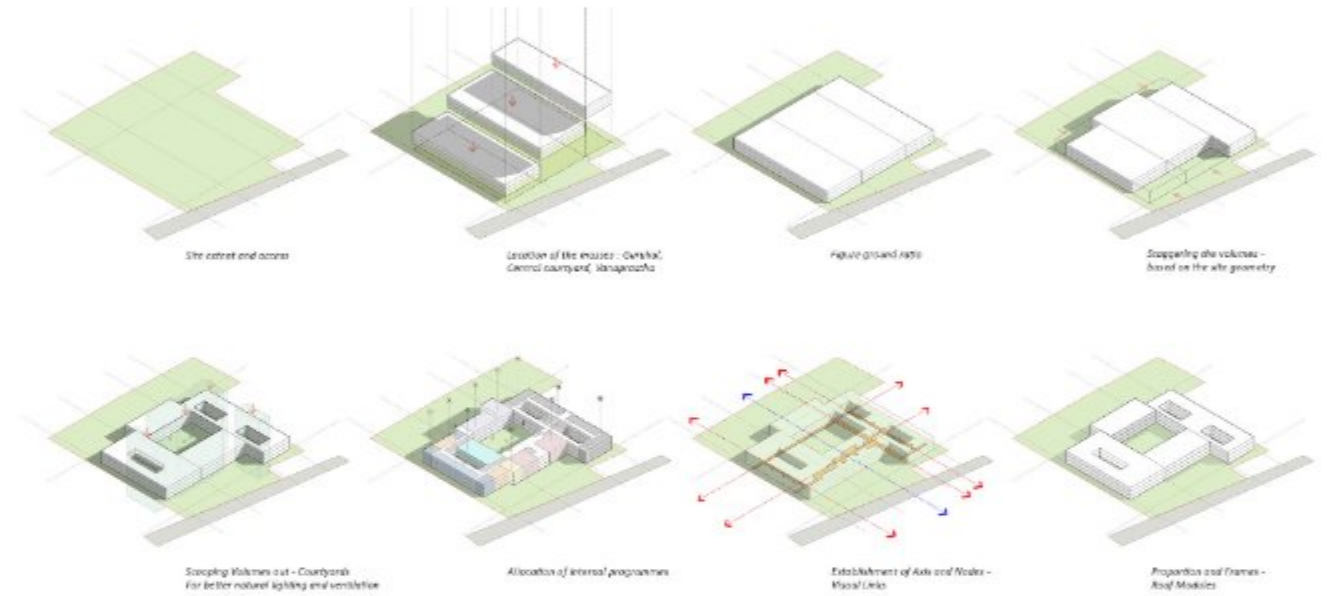 Site extent and access
Location of the masses : Gurukul,
Central courtyard, Vanaprastha
Figure ground ratio
Staggering the volumes –
based on the site geometry
Scooping Volumes out – Courtyards
For better natural lighting and ventilation
Allocation of internal programmes
Establishment of Axis and Nodes –
Visual Links
Proportion and Frames –
Roof Modules